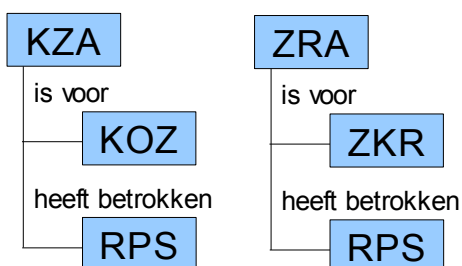 KZA
is voor
KOZ
heeft betrokken
RPS
ZRA
is voor
ZKR
heeft betrokken
RPS